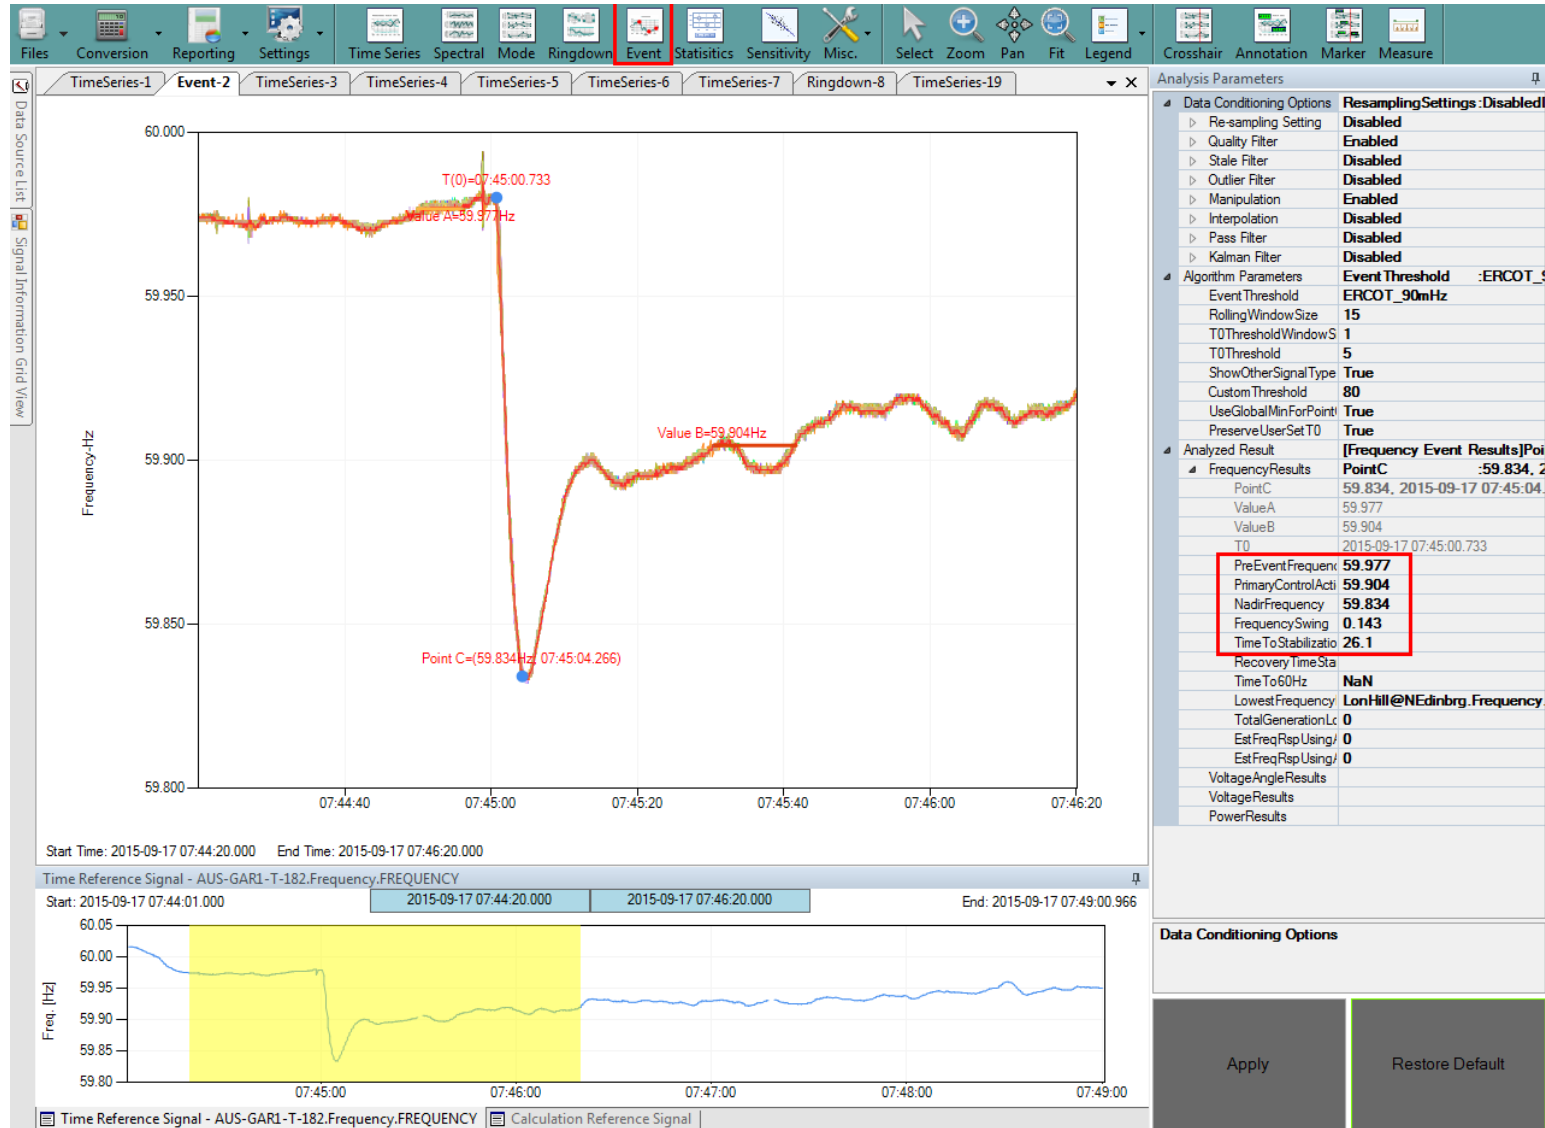 Files Conversion Reporting Settings Time Series Spectral Mode Ringdown Event Statistics Sensitivity Misc. Select Zoom Pan Fit Legend Crosshair Annotation Marker Measure
TimeSeries-1 Event-2 TimeSeries-3 TimeSeries-4 TimeSeries-5 TimeSeries-6 TimeSeries-7 Ringdown-8 TimeSeries-19
Data Source List
Signal Information Grid View
60.000
59.950
59.900
59.850
59.800
Frequency-Hz
T(0)=07:45:00.733
Value A=59.977Hz
Value B=59.904Hz
Point C=(59.834Hz, 07:45:04.266)
07:44:40 07:45:00 07:45:20 07:45:40 07:46:00 07:46:20
Start Time: 2015-09-17 07:44:20.000 End Time: 2015-09-17 07:46:20.000
Time Reference Signal - AUS-GAR1-T-182.Frequency.FREQUENCY
Start: 2015-09-17 07:44:01.000 2015-09-17 07:44:20.000 2015-09-17 07:46:20.000 End: 2015-09-17 07:49:00.966
60.05
60.00
59.95
59.90
59.85
59.80
Freq. [Hz]
07:45:00 07:46:00 07:47:00 07:48:00 07:49:00
Time Reference Signal - AUS-GAR1-T-182.Frequency.FREQUENCY Calculation Reference Signal
Analysis Parameters
Data Conditioning Options ResamplingSettings:Disabled
Re-sampling Setting Disabled
Quality Filter Enabled
Stale Filter Disabled
Outlier Filter Disabled
Manipulation Enabled
Interpolation Disabled
Pass Filter Disabled
Kalman Filter Disabled
Algorithm Parameters EventThreshold :ERCOT_9
EventThreshold ERCOT_90mHz
RollingWindowSize 15
T0ThresholdWindowS 1
T0Threshold 5
ShowOtherSignalType True
CustomThreshold 80
UseGlobalMinForPoint True
PreserveUserSetT0 True
Analyzed Result [Frequency Event Results]Poi
FrequencyResults PointC :59.834, 2
PointC 59.834, 2015-09-17 07:45:04.
ValueA 59.977
ValueB 59.904
T0 2015-09-17 07:45:00.733
PreEventFrequenc 59.977
PrimaryControlActi 59.904
NadirFrequency 59.834
FrequencySwing 0.143
TimeToStabilizatio 26.1
RecoveryTimeSta
TimeTo60Hz NaN
LowestFrequency LonHill@NEdinbrg.Frequency.
TotalGenerationLo 0
EstFreqRspUsing 0
EstFreqRspUsing 0
VoltageAngleResults
VoltageResults
PowerResults
Data Conditioning Options
Apply Restore Default